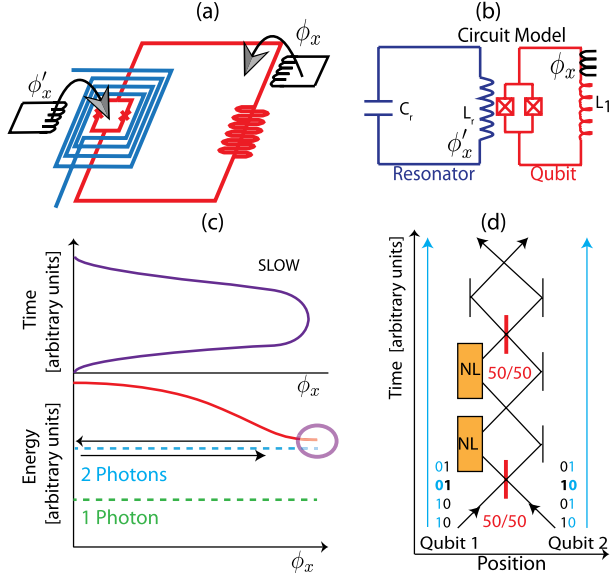 (a)
ϕx
ϕ'x
(b)
Circuit Model
ϕx
Cr
Lr
L1
ϕ'x
Resonator
Qubit
(c)
SLOW
Time
[arbitrary units]
ϕx
Energy
[arbitrary units]
2 Photons
1 Photon
ϕx
(d)
Time [arbitrary units]
NL
50/50
NL
01 01
01 10
10 01
10 10
50/50
Qubit 1 Qubit 2
Position